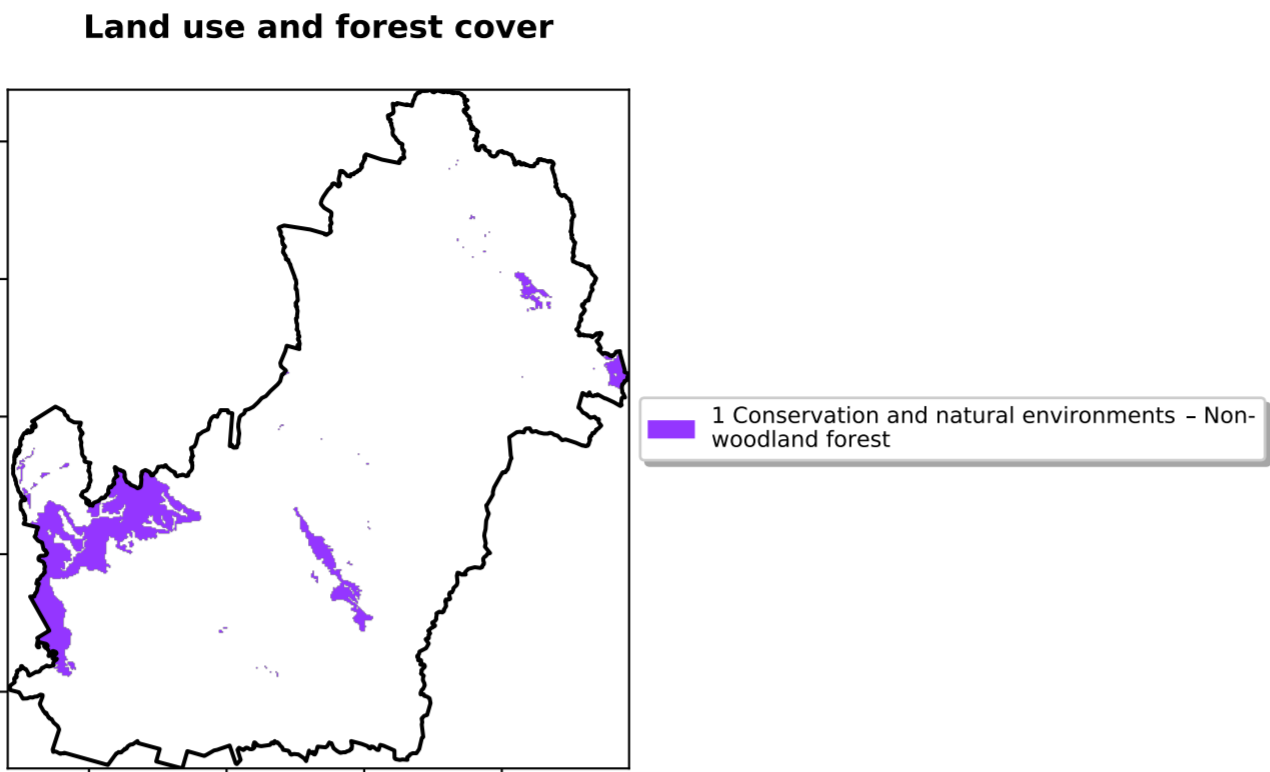 Land use and forest cover
1 Conservation and natural environments – Non-
woodland forest